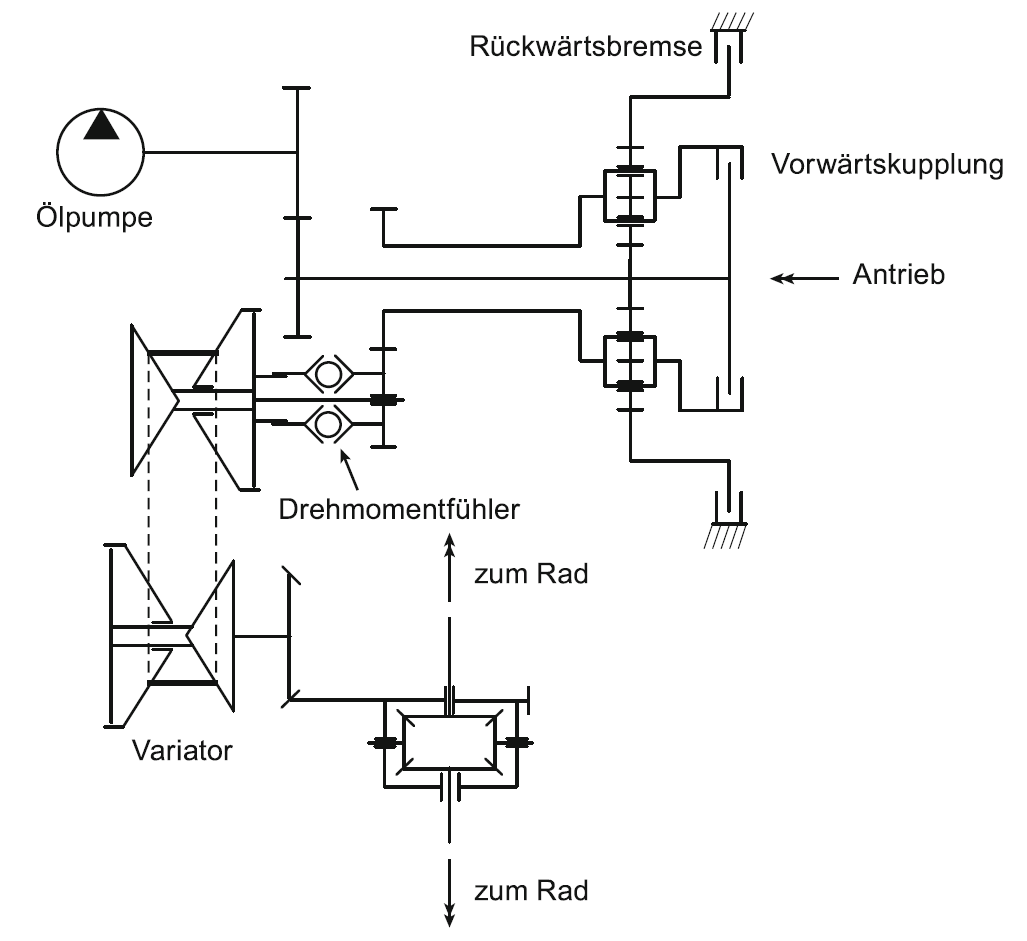 Rückwärtsbremse
Vorwärtskupplung
Ölpumpe
Antrieb
Drehmomentfühler
zum Rad
Variator
zum Rad